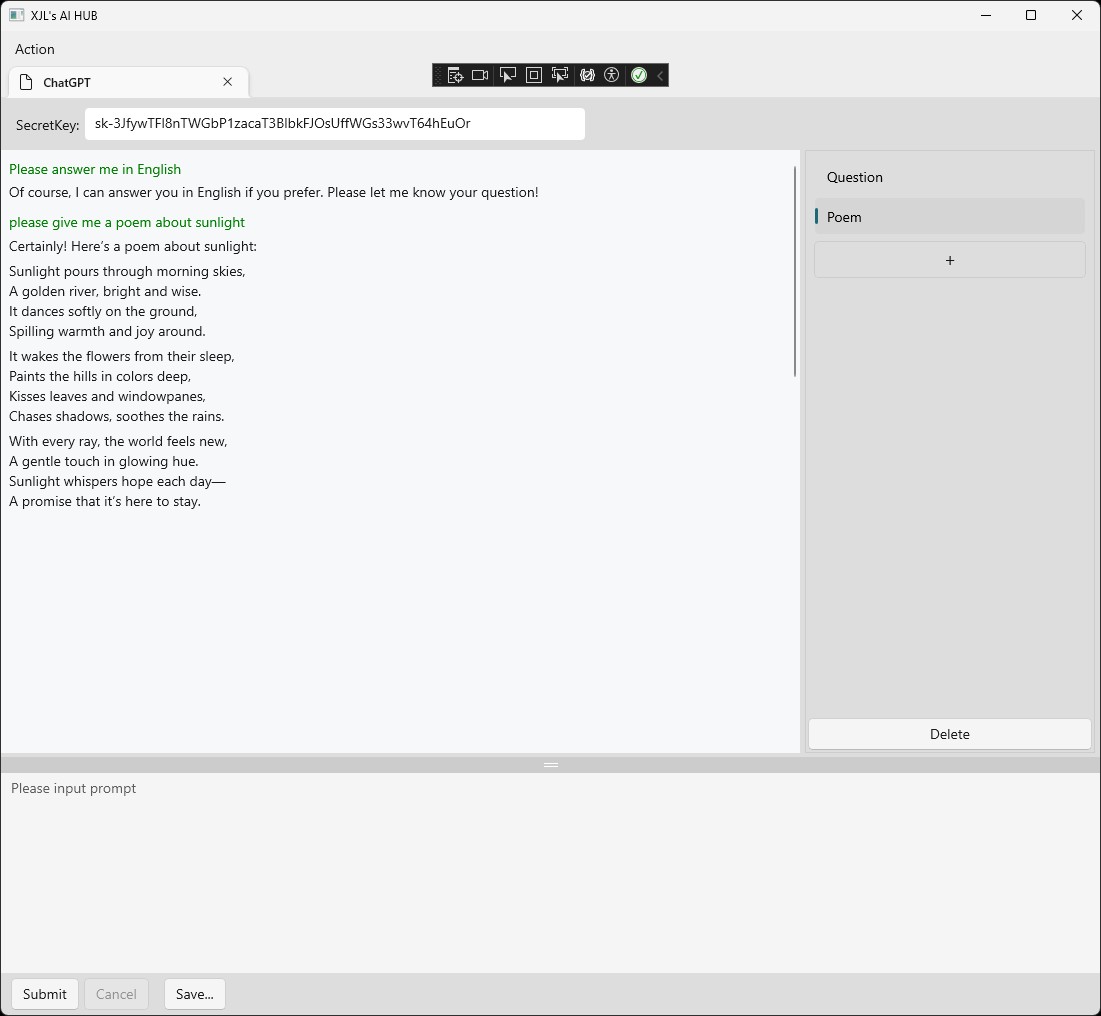 XJL's AI HUB
Action
ChatGPT
SecretKey:
Please answer me in English
Of course, I can answer you in English if you prefer. Please let me know your question!
please give me a poem about sunlight
Certainly! Here’s a poem about sunlight:
Sunlight pours through morning skies,
A golden river, bright and wise.
It dances softly on the ground,
Spilling warmth and joy around.
It wakes the flowers from their sleep,
Paints the hills in colors deep,
Kisses leaves and windowpanes,
Chases shadows, soothes the rains.
With every ray, the world feels new,
A gentle touch in glowing hue.
Sunlight whispers hope each day—
A promise that it’s here to stay.
Question
Poem
+
Delete
Please input prompt
Submit
Cancel
Save...